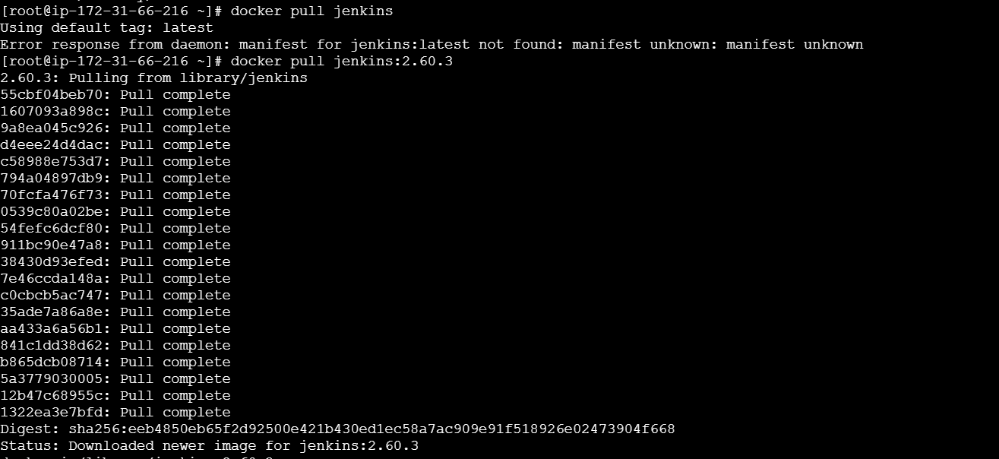 [root@ip-172-31-66-216 ~]# docker pull jenkins
Using default tag: latest
Error response from daemon: manifest for jenkins:latest not found: manifest unknown: manifest unknown
[root@ip-172-31-66-216 ~]# docker pull jenkins:2.60.3
2.60.3: Pulling from library/jenkins
55cbf04beb70: Pull complete
1607093a898c: Pull complete
9a8ea045c926: Pull complete
d4eee24d4dac: Pull complete
c58988e753d7: Pull complete
794a04897db9: Pull complete
70fcfa476f73: Pull complete
0539c80a02be: Pull complete
54fefc6dcf80: Pull complete
911bc90e47a8: Pull complete
38430d93efed: Pull complete
7e46ccda148a: Pull complete
c0cbcb5ac747: Pull complete
35ade7a86a8e: Pull complete
aa433a6a56b1: Pull complete
841c1dd38d62: Pull complete
b865dcb08714: Pull complete
5a3779030005: Pull complete
12b47c68955c: Pull complete
1322ea3e7bfd: Pull complete
Digest: sha256:eeb4850eb65f2d92500e421b430ed1ec58a7ac909e91f518926e02473904f668
Status: Downloaded newer image for jenkins:2.60.3